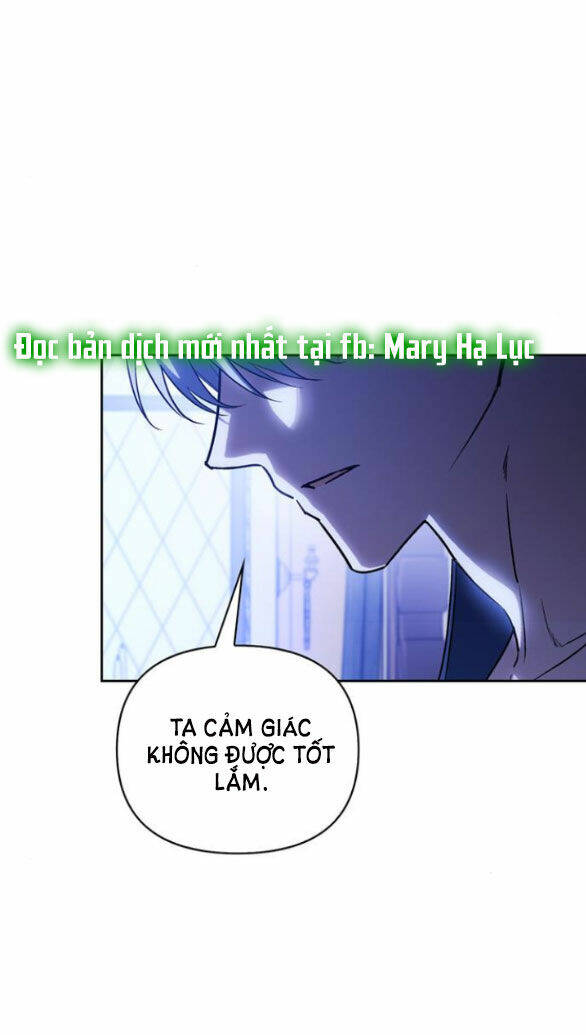 Đọc bản dịch mới nhất tại fb: Mary Hạ Lục
TA CẢM GIÁC
KHÔNG ĐƯỢC TỐT
LẮM.